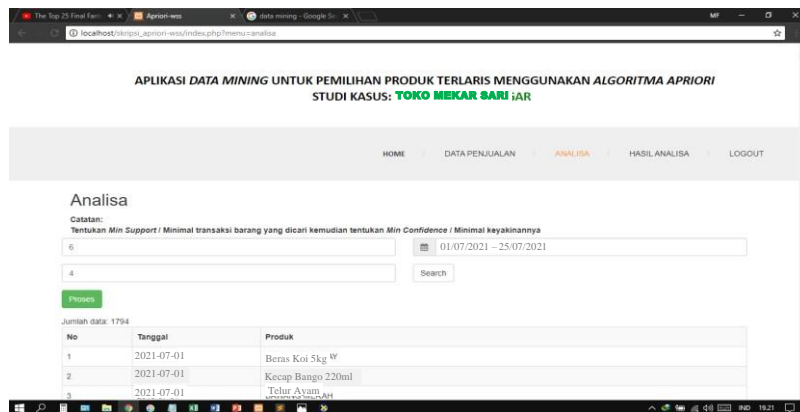 The Top 25 Final Fan
Apriori-wss
data mining - Google Se
MF
localhost/skripsi_apriori-wss/index.php?menu=analisa
APLIKASI DATA MINING UNTUK PEMILIHAN PRODUK TERLARIS MENGGUNAKAN ALGORITMA APRIORI
STUDI KASUS: TOKO MEKAR SARI
HOME DATA PENJUALAN ANALISA HASIL ANALISA LOGOUT
Analisa
Catatan:
Tentukan Min Support / Minimal transaksi barang yang dicari kemudian tentukan Min Confidence / Minimal keyakinannya
6 01/07/2021 – 25/07/2021
4 Search
Proses
Jumlah data: 1794
No Tanggal Produk
1 2021-07-01 Beras Koi 5kg
2 2021-07-01 Kecap Bango 220ml
3 2021-07-01 Telur Ayam
IND 19.21